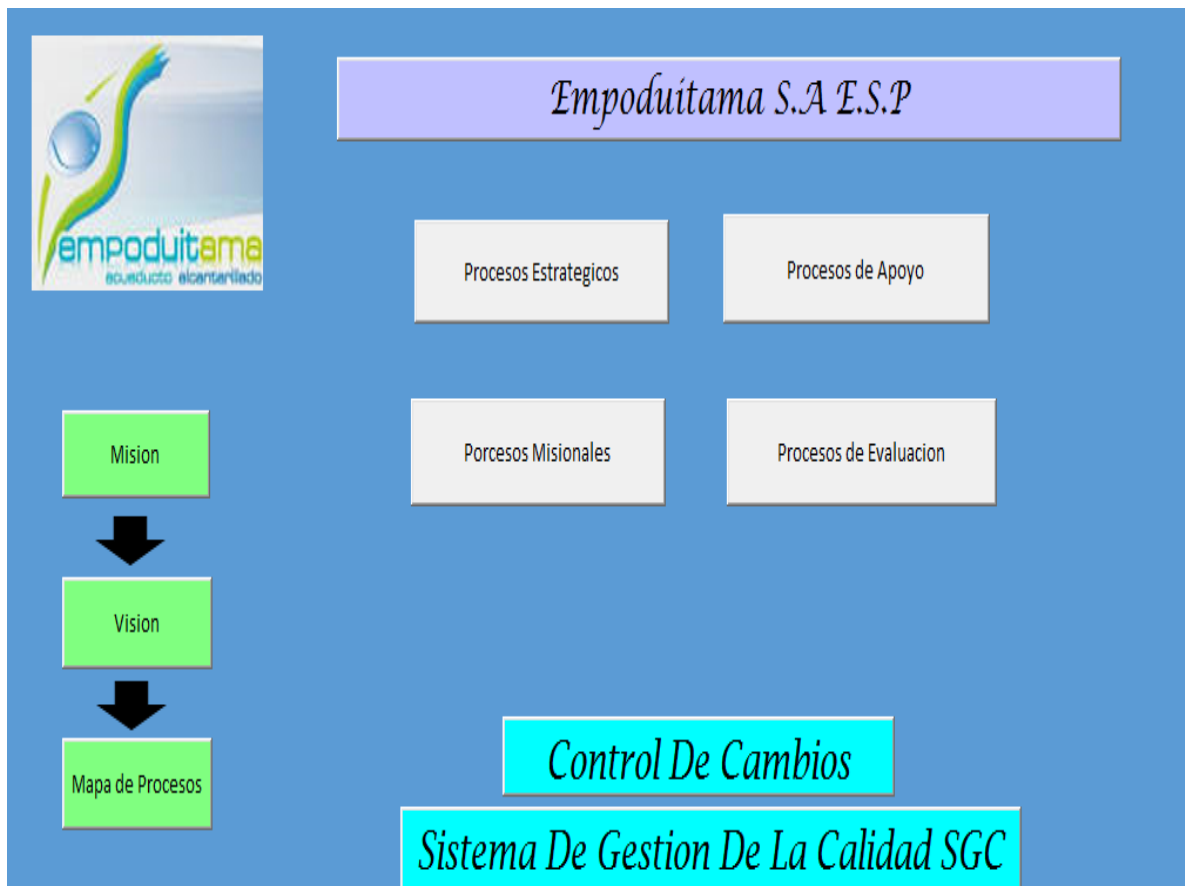 empoduitama
acueducto alcantarillado
Empoduitama S.A E.S.P
Procesos Estrategicos
Procesos de Apoyo
Porcesos Misionales
Procesos de Evaluacion
Mision
Vision
Mapa de Procesos
Control De Cambios
Sistema De Gestion De La Calidad SGC